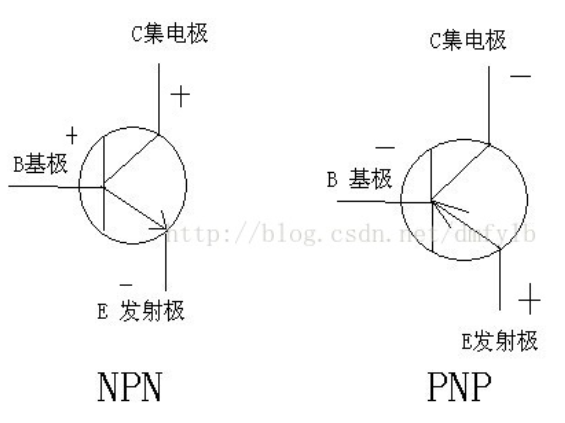 C集电极
C集电极
+
−
+
−
B基极
B 基极
http://blog.csdn.net/dmfylb
−
+
E 发射极
E发射极
NPN
PNP